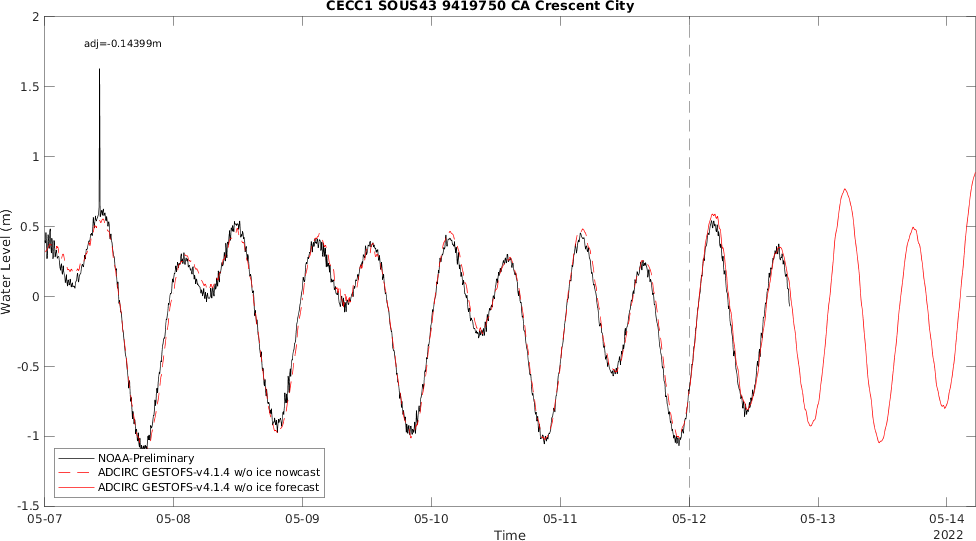 CECC1 SOUS43 9419750 CA Crescent City
2
adj=-0.14399m
1.5
1
0.5
0
-0.5
-1
-1.5
Water Level (m)
NOAA-Preliminary
ADCIRC GESTOFS-v4.1.4 w/o ice nowcast
ADCIRC GESTOFS-v4.1.4 w/o ice forecast
05-07 05-08 05-09 05-10 05-11 05-12 05-13 05-14
Time
2022